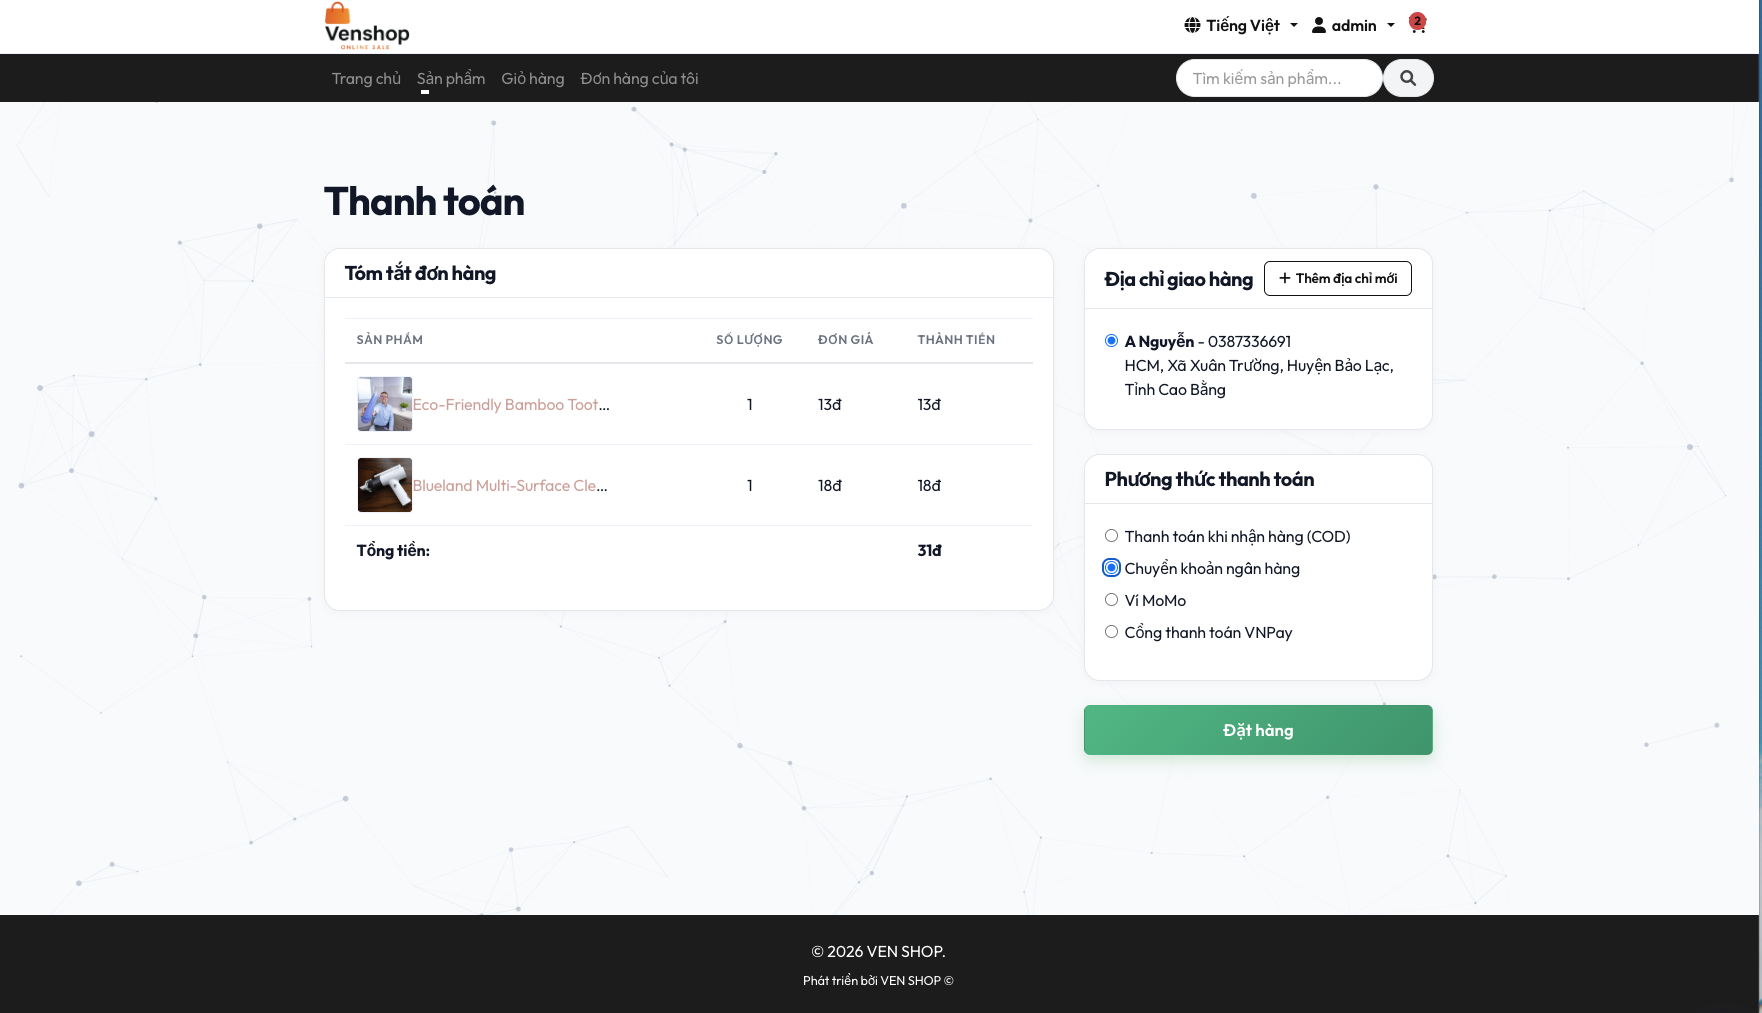 Venshop
ONLINE SALE
Tiếng Việt
admin
2
Trang chủ
Sản phẩm
Giỏ hàng
Đơn hàng của tôi
Tìm kiếm sản phẩm...
Thanh toán
Tóm tắt đơn hàng
SẢN PHẨM SỐ LƯỢNG ĐƠN GIÁ THÀNH TIỀN
Eco-Friendly Bamboo Toot... 1 13đ 13đ
Blueland Multi-Surface Cle... 1 18đ 18đ
Tổng tiền: 31đ
Địa chỉ giao hàng
+ Thêm địa chỉ mới
A Nguyễn - 0387336691
HCM, Xã Xuân Trường, Huyện Bảo Lạc,
Tỉnh Cao Bằng
Phương thức thanh toán
Thanh toán khi nhận hàng (COD)
Chuyển khoản ngân hàng
Ví MoMo
Cổng thanh toán VNPay
Đặt hàng
© 2026 VEN SHOP.
Phát triển bởi VEN SHOP ©